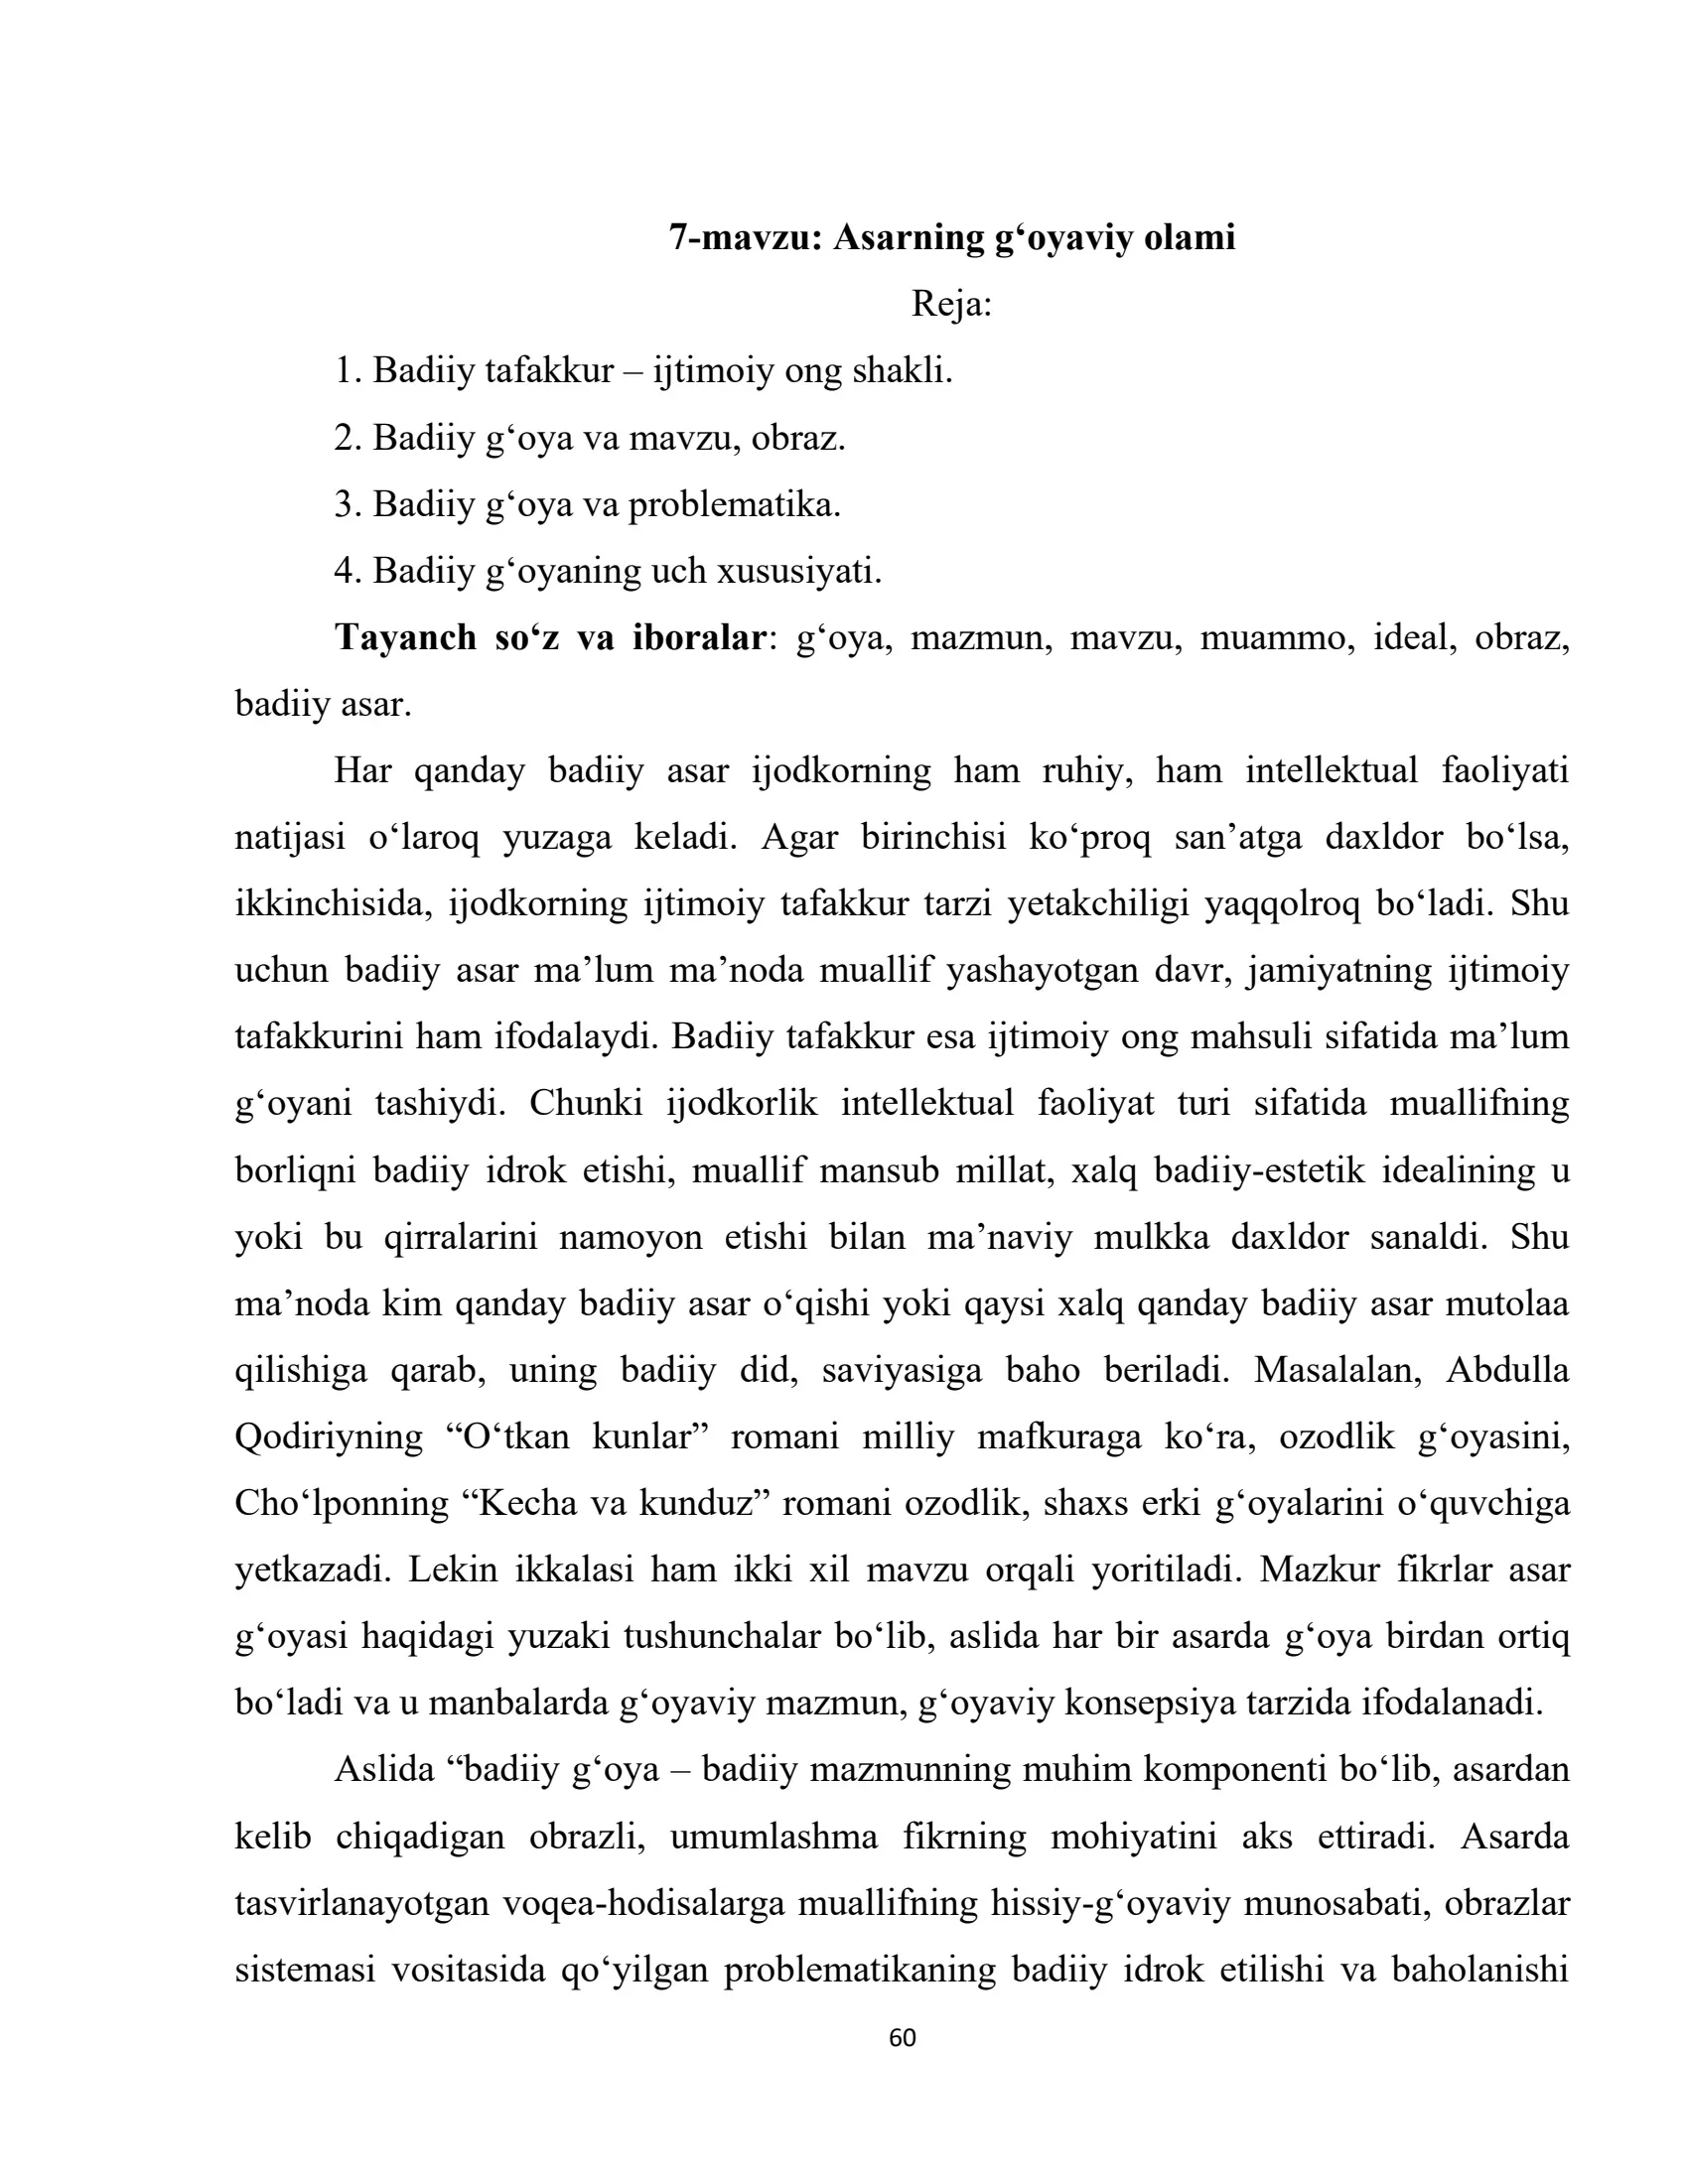 7-mavzu: Asarning g‘oyaviy olami
Reja:
1. Badiiy tafakkur – ijtimoiy ong shakli.
2. Badiiy g‘oya va mavzu, obraz.
3. Badiiy g‘oya va problematika.
4. Badiiy g‘oyaning uch xususiyati.
Tayanch so‘z va iboralar: g‘oya, mazmun, mavzu, muammo, ideal, obraz,
badiiy asar.
Har qanday badiiy asar ijodkorning ham ruhiy, ham intellektual faoliyati
natijasi o‘laroq yuzaga keladi. Agar birinchisi ko‘proq san’atga daxldor bo‘lsa,
ikkinchisida, ijodkorning ijtimoiy tafakkur tarzi yetakchiligi yaqqolroq bo‘ladi. Shu
uchun badiiy asar ma’lum ma’noda muallif yashayotgan davr, jamiyatning ijtimoiy
tafakkurini ham ifodalaydi. Badiiy tafakkur esa ijtimoiy ong mahsuli sifatida ma’lum
g‘oyani tashiydi. Chunki ijodkorlik intellektual faoliyat turi sifatida muallifning
borliqni badiiy idrok etishi, muallif mansub millat, xalq badiiy-estetik idealining u
yoki bu qirralarini namoyon etishi bilan ma’naviy mulkka daxldor sanaldi. Shu
ma’noda kim qanday badiiy asar o‘qishi yoki qaysi xalq qanday badiiy asar mutolaa
qilishiga qarab, uning badiiy did, saviyasiga baho beriladi. Masalalan, Abdulla
Qodiriyning “O‘tkan kunlar” romani milliy mafkuraga ko‘ra, ozodlik g‘oyasini,
Cho‘lponning “Kecha va kunduz” romani ozodlik, shaxs erki g‘oyalarini o‘quvchiga
yetkazadi. Lekin ikkalasi ham ikki xil mavzu orqali yoritiladi. Mazkur fikrlar asar
g‘oyasi haqidagi yuzaki tushunchalar bo‘lib, aslida har bir asarda g‘oya birdan ortiq
bo‘ladi va u manbalarda g‘oyaviy mazmun, g‘oyaviy konsepsiya tarzida ifodalanadi.
Aslida “badiiy g‘oya – badiiy mazmunning muhim komponenti bo‘lib, asardan
kelib chiqadigan obrazli, umumlashma fikrning mohiyatini aks ettiradi. Asarda
tasvirlanayotgan voqea-hodisalarga muallifning hissiy-g‘oyaviy munosabati, obrazlar
sistemasi vositasida qo‘yilgan problematikaning badiiy idrok etilishi va baholanishi
60